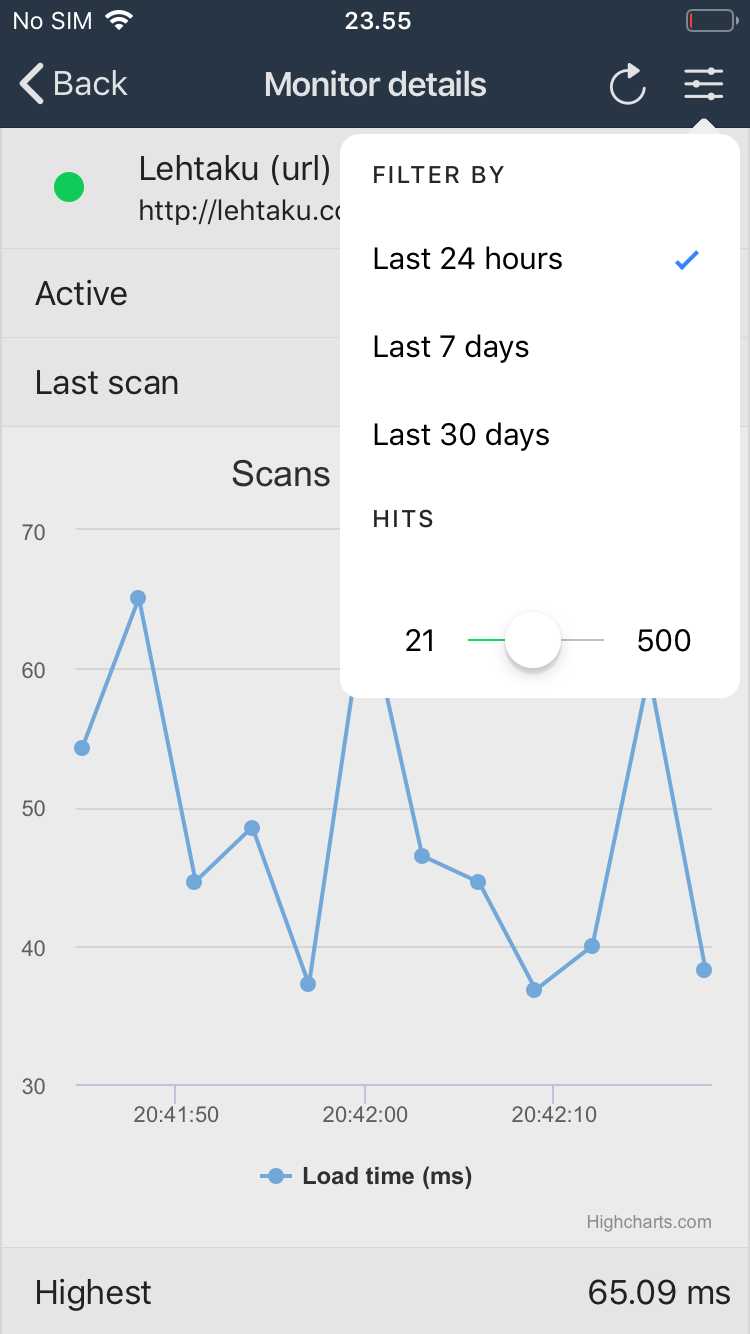 No SIM 23.55
Back Monitor details
Lehtaku (url)
http://lehtaku.co
FILTER BY
Last 24 hours
Last 7 days
Last 30 days
HITS
21 500
Active
Last scan
Scans
70
60
50
40
30
20:41:50 20:42:00 20:42:10
Load time (ms)
Highcharts.com
Highest 65.09 ms